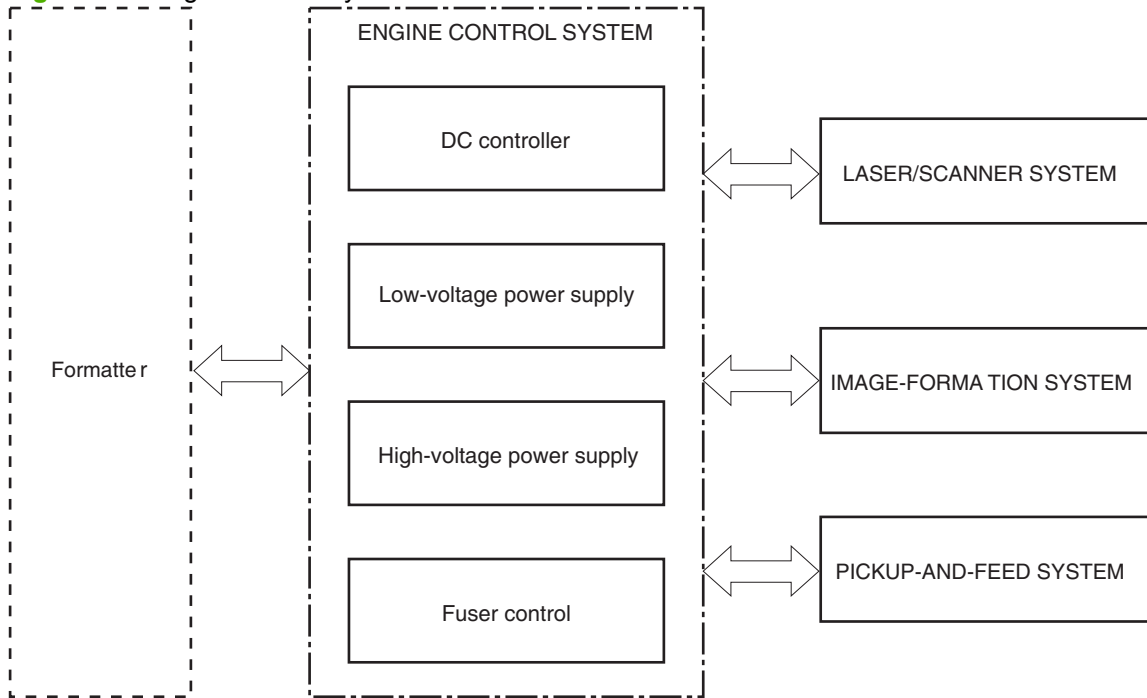 ENGINE CONTROL SYSTEM
DC controller
LASER/SCANNER SYSTEM
Low-voltage power supply
Formatte r
IMAGE-FORMA TION SYSTEM
High-voltage power supply
PICKUP-AND-FEED SYSTEM
Fuser control